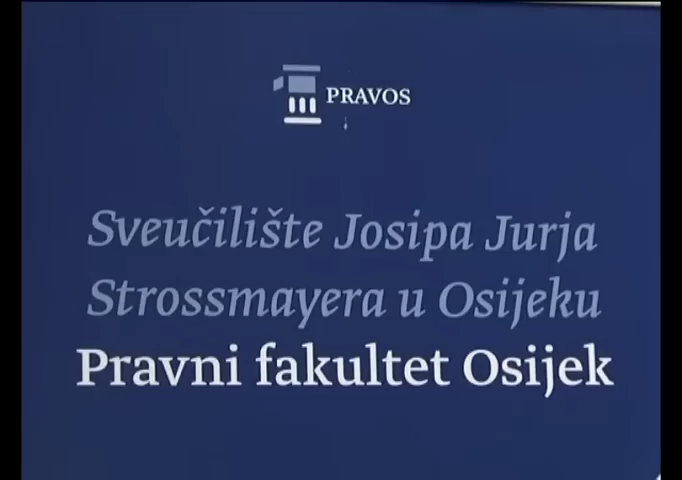 PRAVOS
Sveučilište Josipa Jurja
Strossmayera u Osijeku
Pravni fakultet Osijek